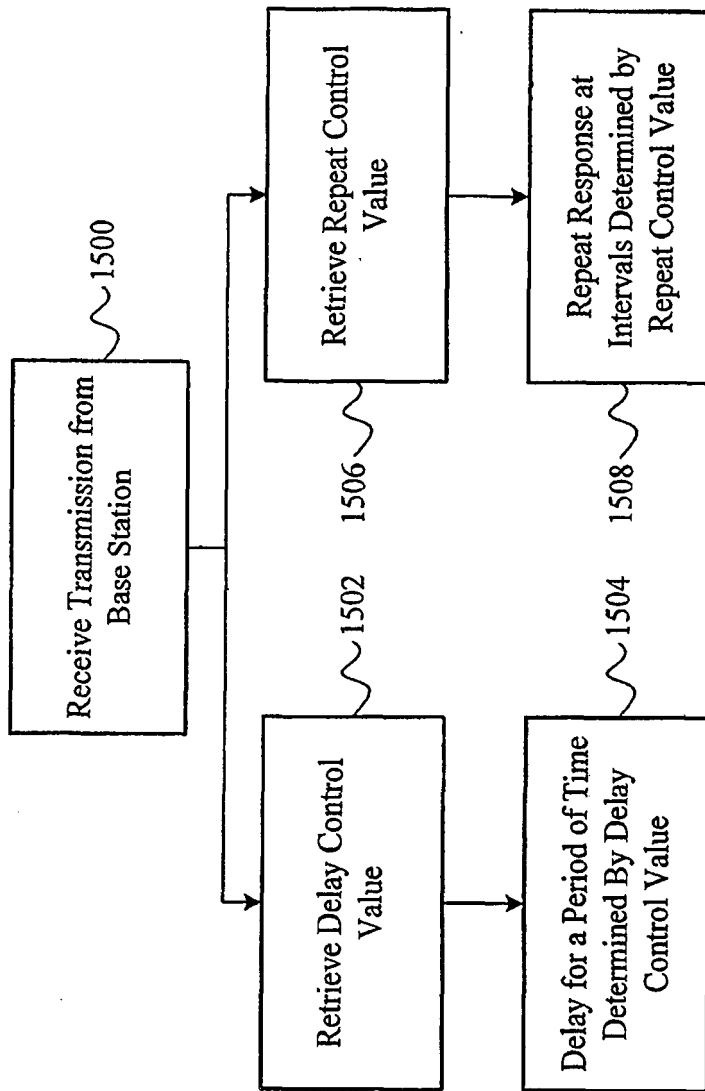 Receive Transmission from
Base Station
1500
Retrieve Delay Control
Value
1502
Retrieve Repeat Control
Value
1506
Delay for a Period of Time
Determined By Delay
Control Value
1504
Repeat Response at
Intervals Determined by
Repeat Control Value
1508